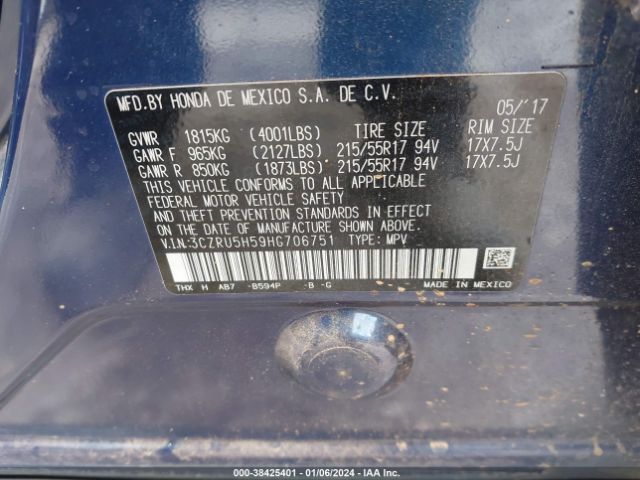 MFD.BY HONDA DE MEXICO S.A. DE C.V.
05/'17
GVWR 1815KG (4001LBS) TIRE SIZE RIM SIZE
GAWR F 965KG (2127LBS) 215/55R17 94V 17X7.5J
GAWR R 850KG (1873LBS) 215/55R17 94V 17X7.5J
THIS VEHICLE CONFORMS TO ALL APPLICABLE
FEDERAL MOTOR VEHICLE SAFETY
AND THEFT PREVENTION STANDARDS IN EFFECT
ON THE DATE OF MANUFACTURE SHOWN ABOVE.
V.I.N:3CZRU5H59HG706751 TYPE: MPV
THX H AB7 -B594P -B -G MADE IN MEXICO
000-38425401 - 01/06/2024 - IAA Inc.